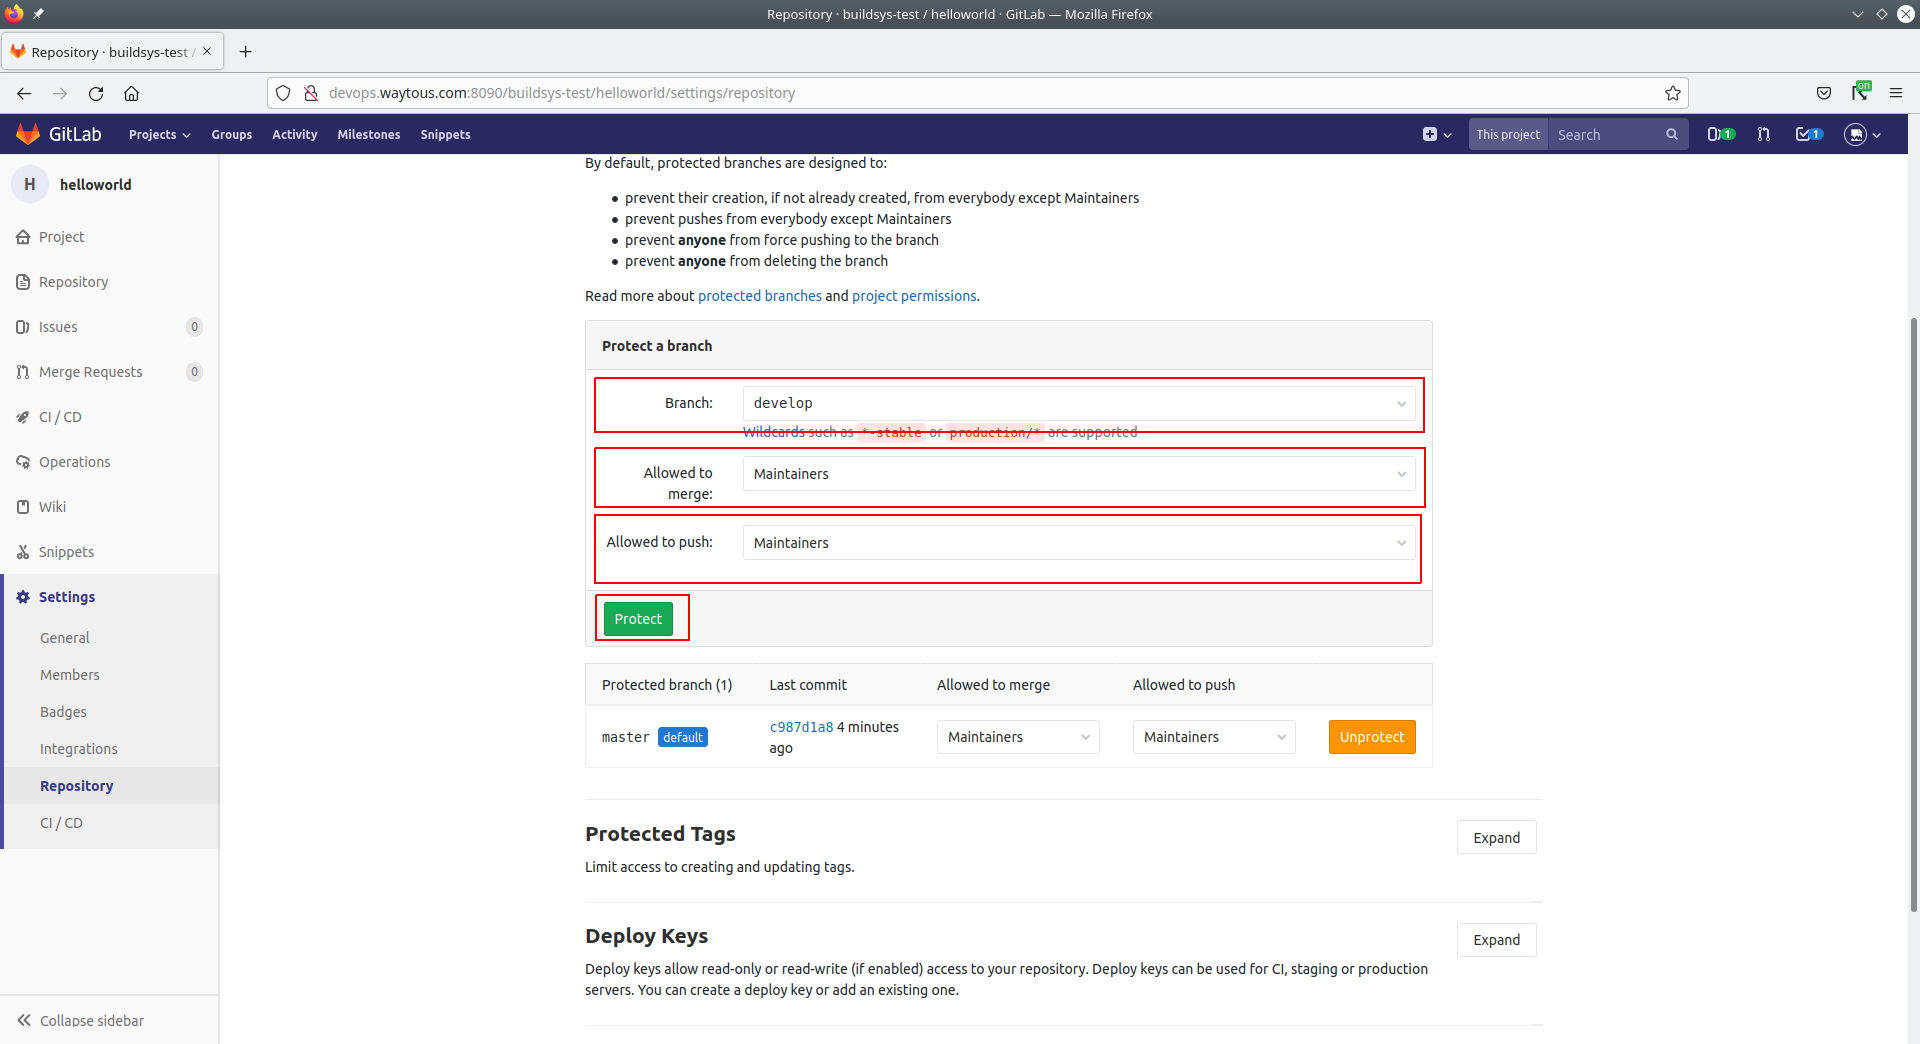 Repository · buildsys-test / helloworld · GitLab — Mozilla Firefox
Repository · buildsys-test /
devops.waytous.com:8090/buildsys-test/helloworld/settings/repository
on
GitLab Projects Groups Activity Milestones Snippets This project Search 1 1
H helloworld
Project
Repository
Issues 0
Merge Requests 0
CI / CD
Operations
Wiki
Snippets
Settings
General
Members
Badges
Integrations
Repository
CI / CD
Collapse sidebar
By default, protected branches are designed to:
prevent their creation, if not already created, from everybody except Maintainers
prevent pushes from everybody except Maintainers
prevent anyone from force pushing to the branch
prevent anyone from deleting the branch
Read more about protected branches and project permissions.
Protect a branch
Branch: develop
Wildcards such as *-stable or production/* are supported
Allowed to merge: Maintainers
Allowed to push: Maintainers
Protect
Protected branch (1) Last commit Allowed to merge Allowed to push
master default c987d1a8 4 minutes ago Maintainers Maintainers Unprotect
Protected Tags Expand
Limit access to creating and updating tags.
Deploy Keys Expand
Deploy keys allow read-only or read-write (if enabled) access to your repository. Deploy keys can be used for CI, staging or production
servers. You can create a deploy key or add an existing one.